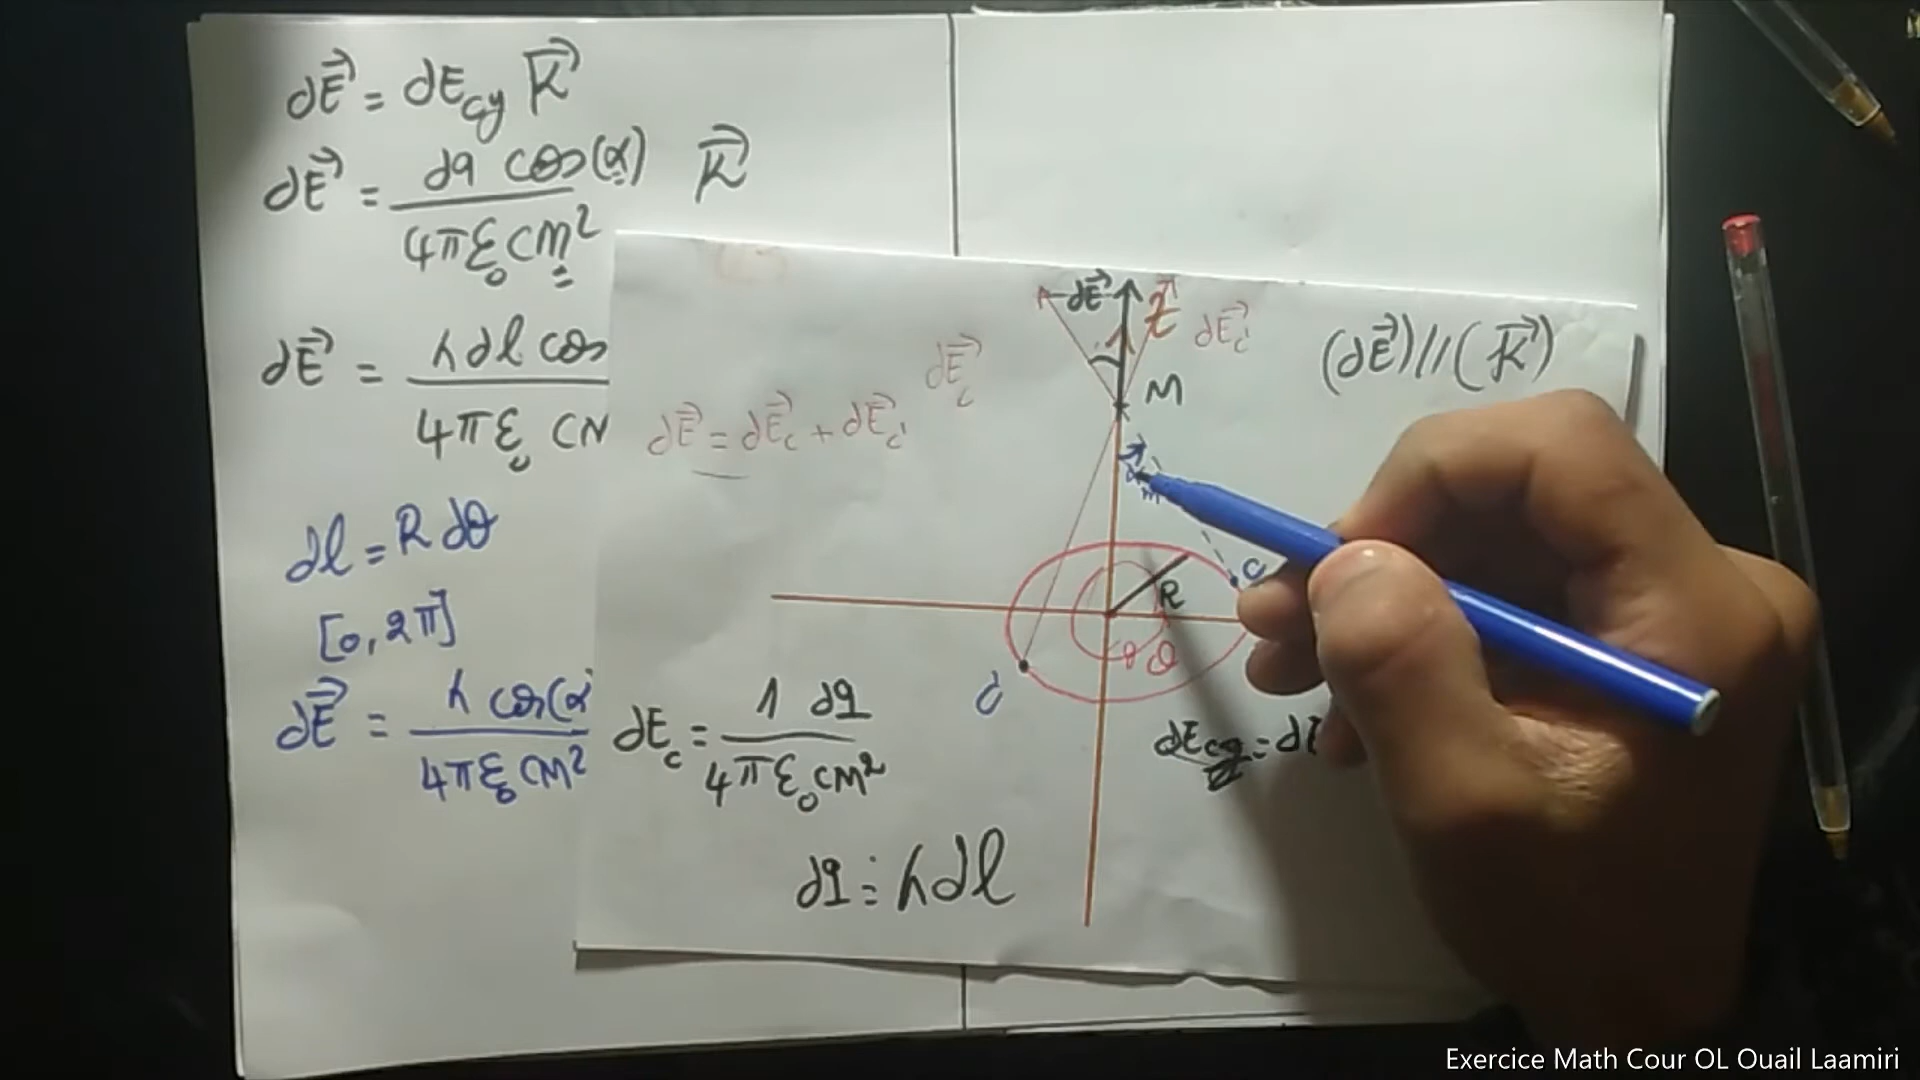 dE⃗ = dE_cy K⃗
dE⃗ = dq cos(α) / 4πε₀CM² K⃗
dE⃗ = λ dl cos / 4πε₀ CM
dl = R dθ
[0, 2π]
dE⃗ = λ cos(α / 4πε₀CM²
dE⃗
dE⃗c'
dE⃗c
(dE⃗)//(K⃗)
M
dE⃗ = dE⃗c + dE⃗c'
α
C
R
θ
dEc = 1 dq / 4πε₀CM²
dq = λdl
Exercice Math Cour OL Ouail Laamiri